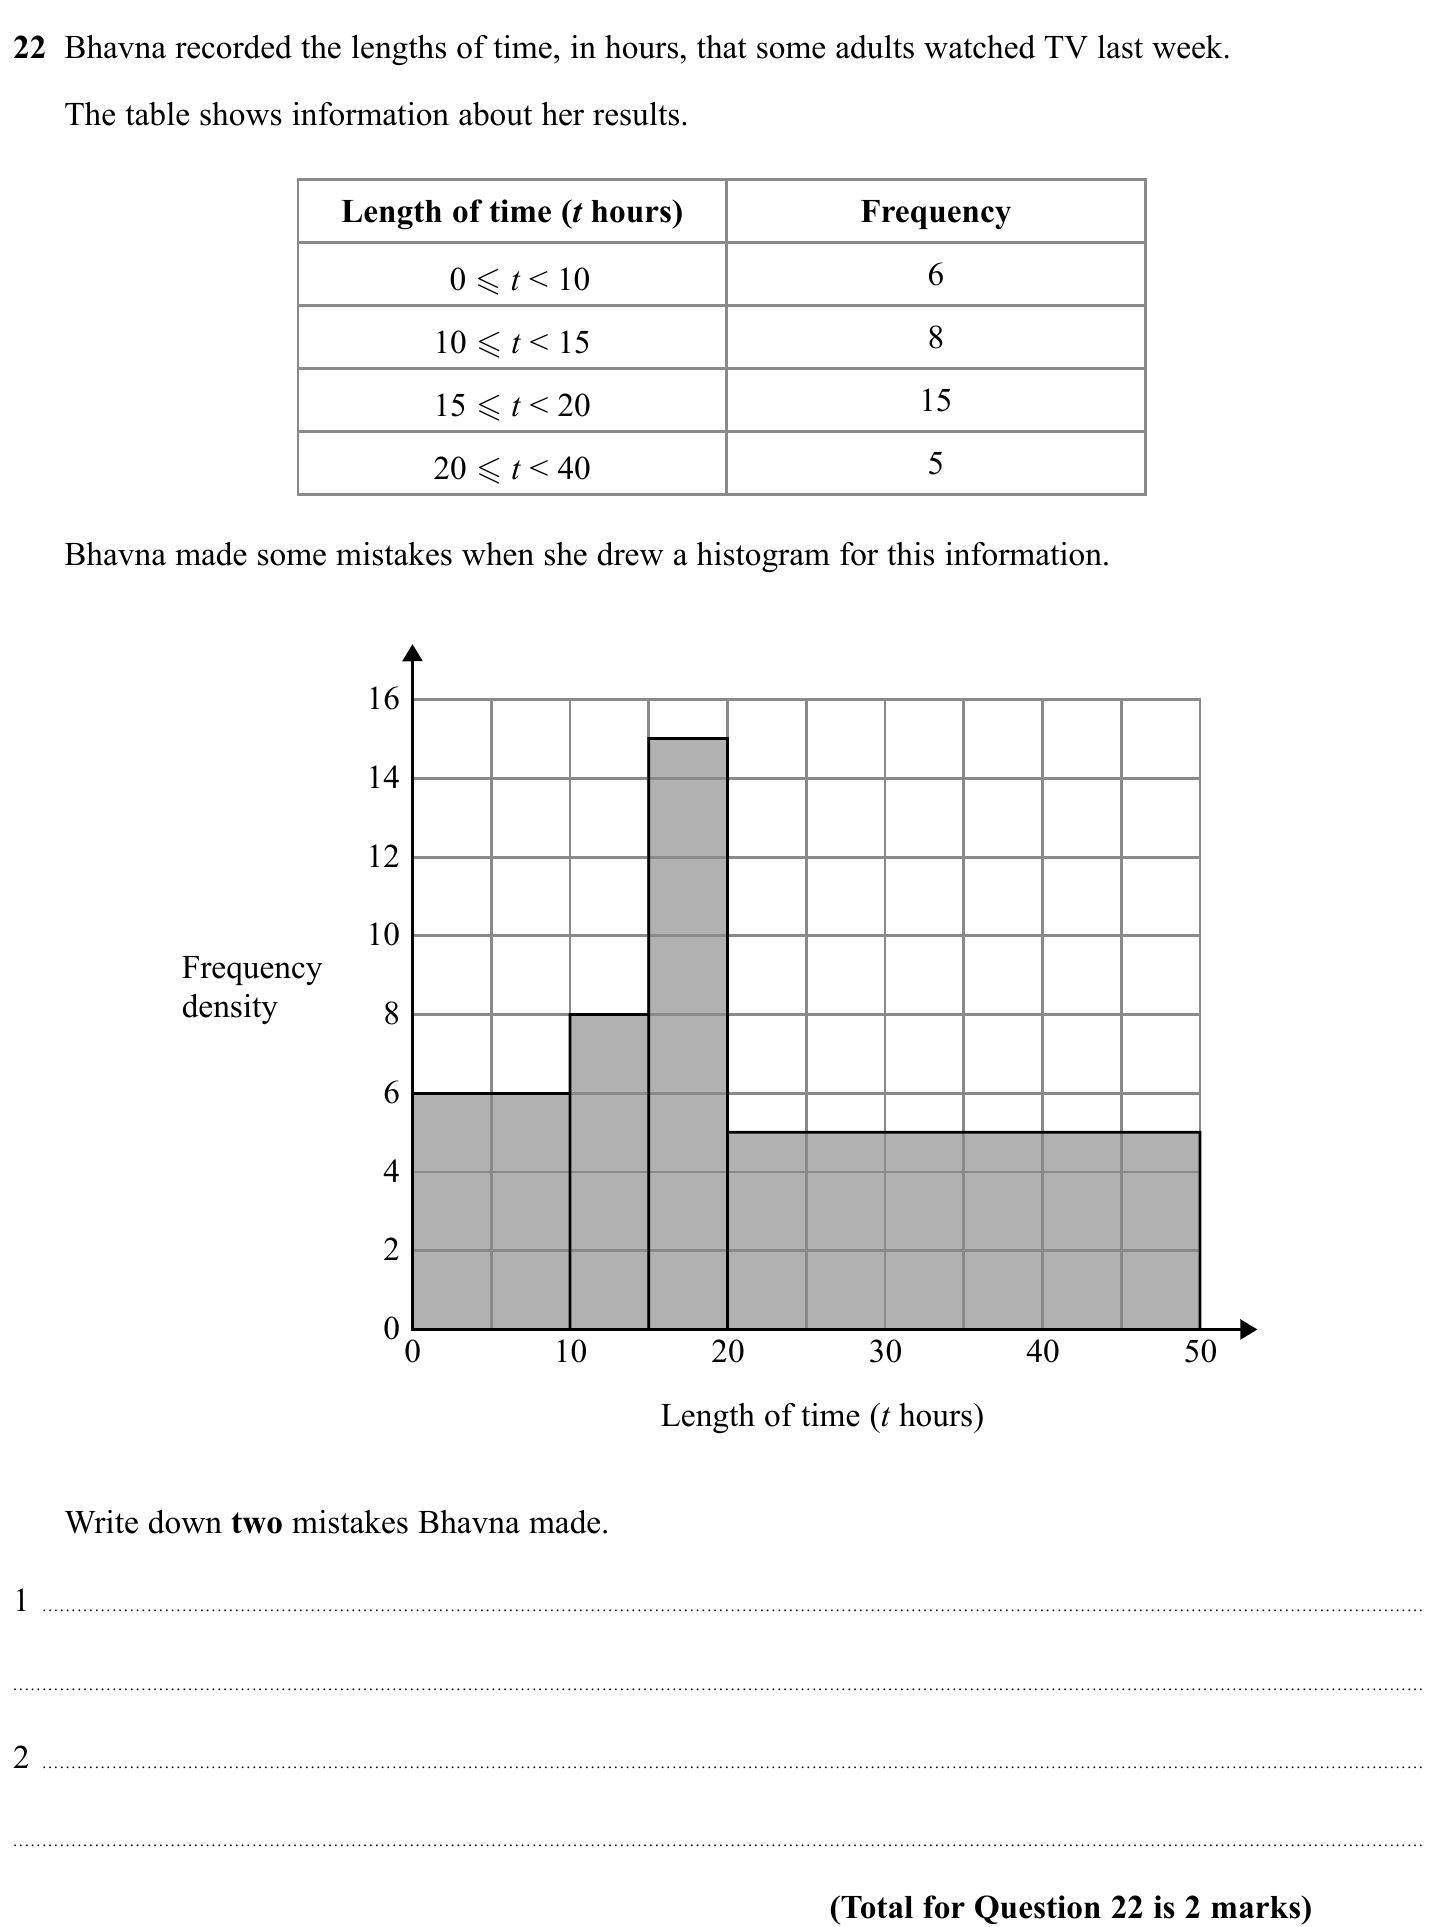 22 Bhavna recorded the lengths of time, in hours, that some adults watched TV last week.
The table shows information about her results.
Length of time (t hours) Frequency
0 ⩽ t < 10 6
10 ⩽ t < 15 8
15 ⩽ t < 20 15
20 ⩽ t < 40 5
Bhavna made some mistakes when she drew a histogram for this information.
16
14
12
10
Frequency
density
8
6
4
2
0
0 10 20 30 40 50
Length of time (t hours)
Write down two mistakes Bhavna made.
1
2
(Total for Question 22 is 2 marks)